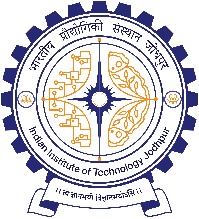 भारतीय प्रौद्योगिकी संस्थान जोधपुर
Indian Institute of Technology Jodhpur
॥ त्वं ज्ञानमयो विज्ञानमयोऽसि ॥